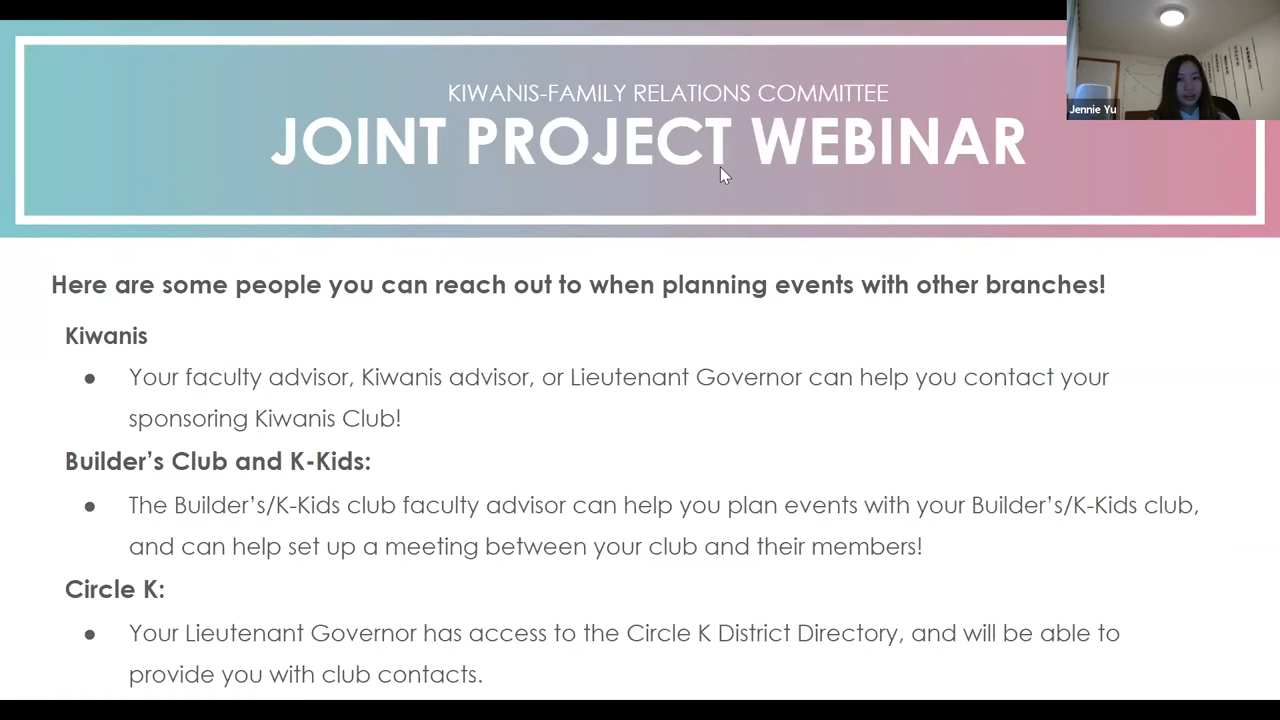 KIWANIS-FAMILY RELATIONS COMMITTEE
JOINT PROJECT WEBINAR
Jennie Yu
Here are some people you can reach out to when planning events with other branches!
Kiwanis
● Your faculty advisor, Kiwanis advisor, or Lieutenant Governor can help you contact your
sponsoring Kiwanis Club!
Builder's Club and K-Kids:
● The Builder's/K-Kids club faculty advisor can help you plan events with your Builder's/K-Kids club,
and can help set up a meeting between your club and their members!
Circle K:
● Your Lieutenant Governor has access to the Circle K District Directory, and will be able to
provide you with club contacts.